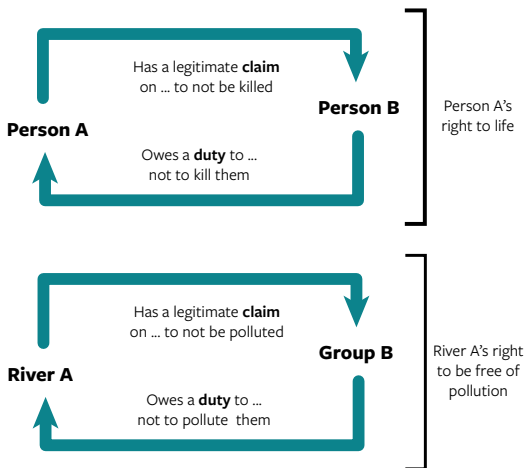 Has a legitimate claim
on ... to not be killed
Person A
Person B
Owes a duty to ...
not to kill them
Person A's
right to life
Has a legitimate claim
on ... to not be polluted
River A
Group B
Owes a duty to ...
not to pollute them
River A's right
to be free of
pollution